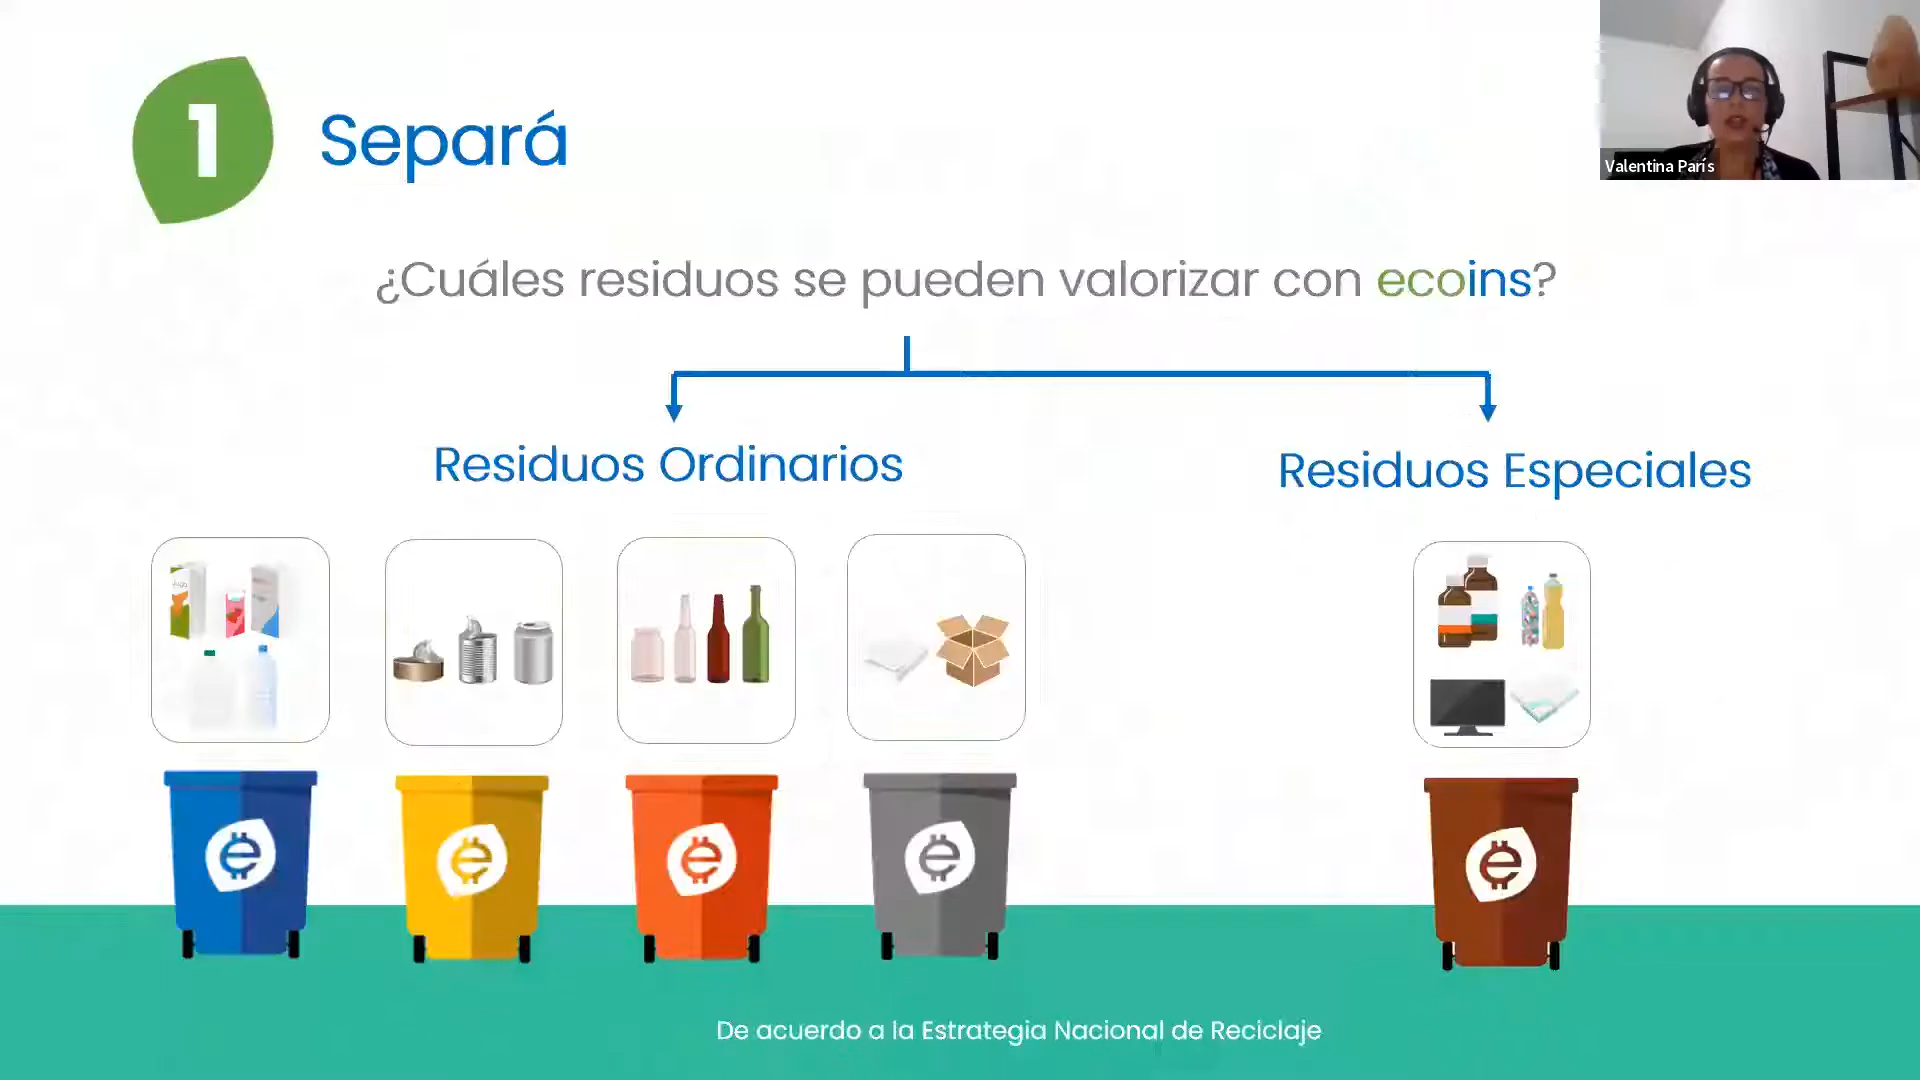 1
Separá
Valentina París
¿Cuáles residuos se pueden valorizar con ecoins?
Residuos Ordinarios
Residuos Especiales
Jugo
De acuerdo a la Estrategia Nacional de Reciclaje